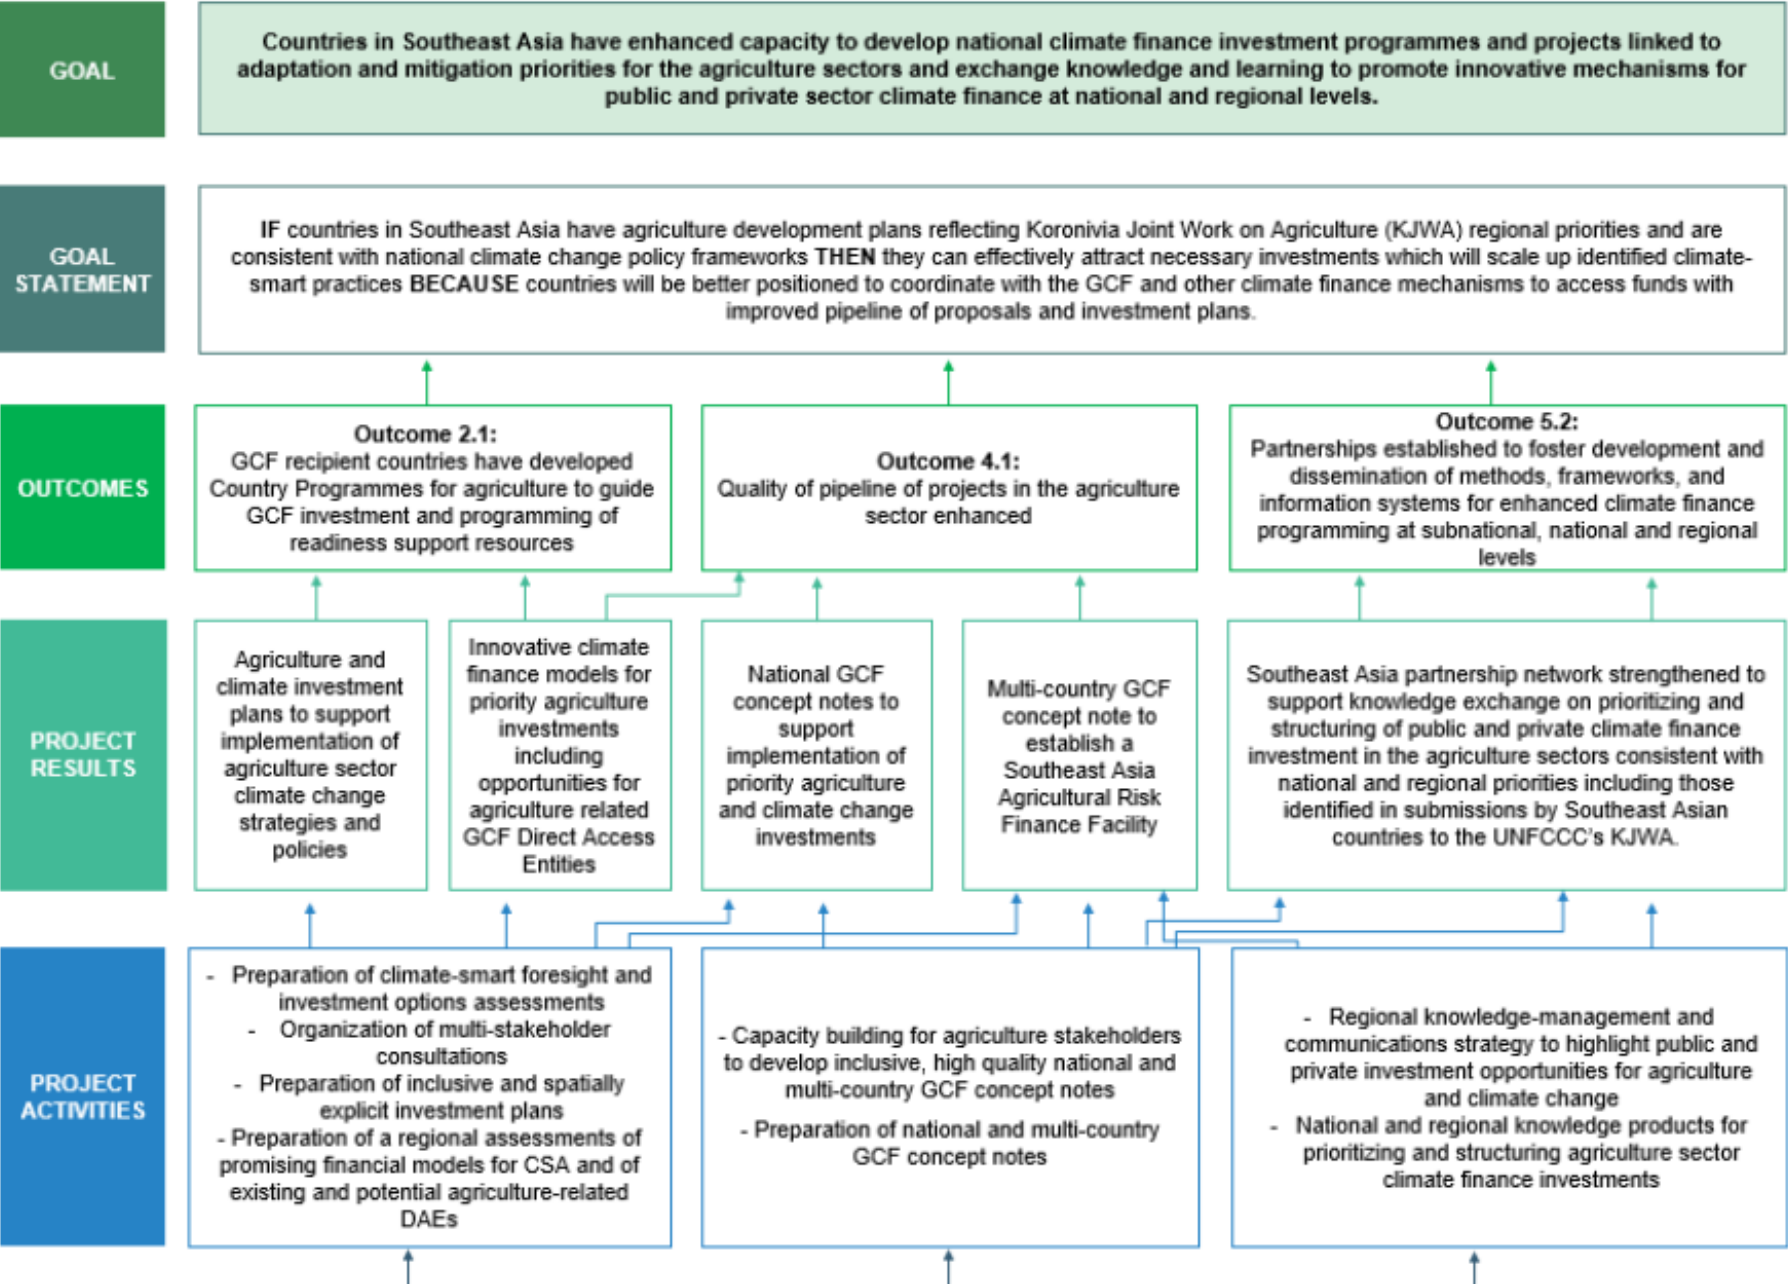 GOAL
Countries in Southeast Asia have enhanced capacity to develop national climate finance investment programmes and projects linked to
adaptation and mitigation priorities for the agriculture sectors and exchange knowledge and learning to promote innovative mechanisms for
public and private sector climate finance at national and regional levels.
GOAL
STATEMENT
IF countries in Southeast Asia have agriculture development plans reflecting Koronivia Joint Work on Agriculture (KJWA) regional priorities and are
consistent with national climate change policy frameworks THEN they can effectively attract necessary investments which will scale up identified climate-
smart practices BECAUSE countries will be better positioned to coordinate with the GCF and other climate finance mechanisms to access funds with
improved pipeline of proposals and investment plans.
OUTCOMES
Outcome 2.1:
GCF recipient countries have developed
Country Programmes for agriculture to guide
GCF investment and programming of
readiness support resources
Outcome 4.1:
Quality of pipeline of projects in the agriculture
sector enhanced
Outcome 5.2:
Partnerships established to foster development and
dissemination of methods, frameworks, and
information systems for enhanced climate finance
programming at subnational, national and regional
levels
PROJECT
RESULTS
Agriculture and
climate investment
plans to support
implementation of
agriculture sector
climate change
strategies and
policies
Innovative climate
finance models for
priority agriculture
investments
including
opportunities for
agriculture related
GCF Direct Access
Entities
National GCF
concept notes to
support
implementation of
priority agriculture
and climate change
investments
Multi-country GCF
concept note to
establish a
Southeast Asia
Agricultural Risk
Finance Facility
Southeast Asia partnership network strengthened to
support knowledge exchange on prioritizing and
structuring of public and private climate finance
investment in the agriculture sectors consistent with
national and regional priorities including those
identified in submissions by Southeast Asian
countries to the UNFCCC's KJWA.
PROJECT
ACTIVITIES
- Preparation of climate-smart foresight and
investment options assessments
- Organization of multi-stakeholder
consultations
- Preparation of inclusive and spatially
explicit investment plans
- Preparation of a regional assessments of
promising financial models for CSA and of
existing and potential agriculture-related
DAEs
- Capacity building for agriculture stakeholders
to develop inclusive, high quality national and
multi-country GCF concept notes
- Preparation of national and multi-country
GCF concept notes
- Regional knowledge-management and
communications strategy to highlight public and
private investment opportunities for agriculture
and climate change
- National and regional knowledge products for
prioritizing and structuring agriculture sector
climate finance investments